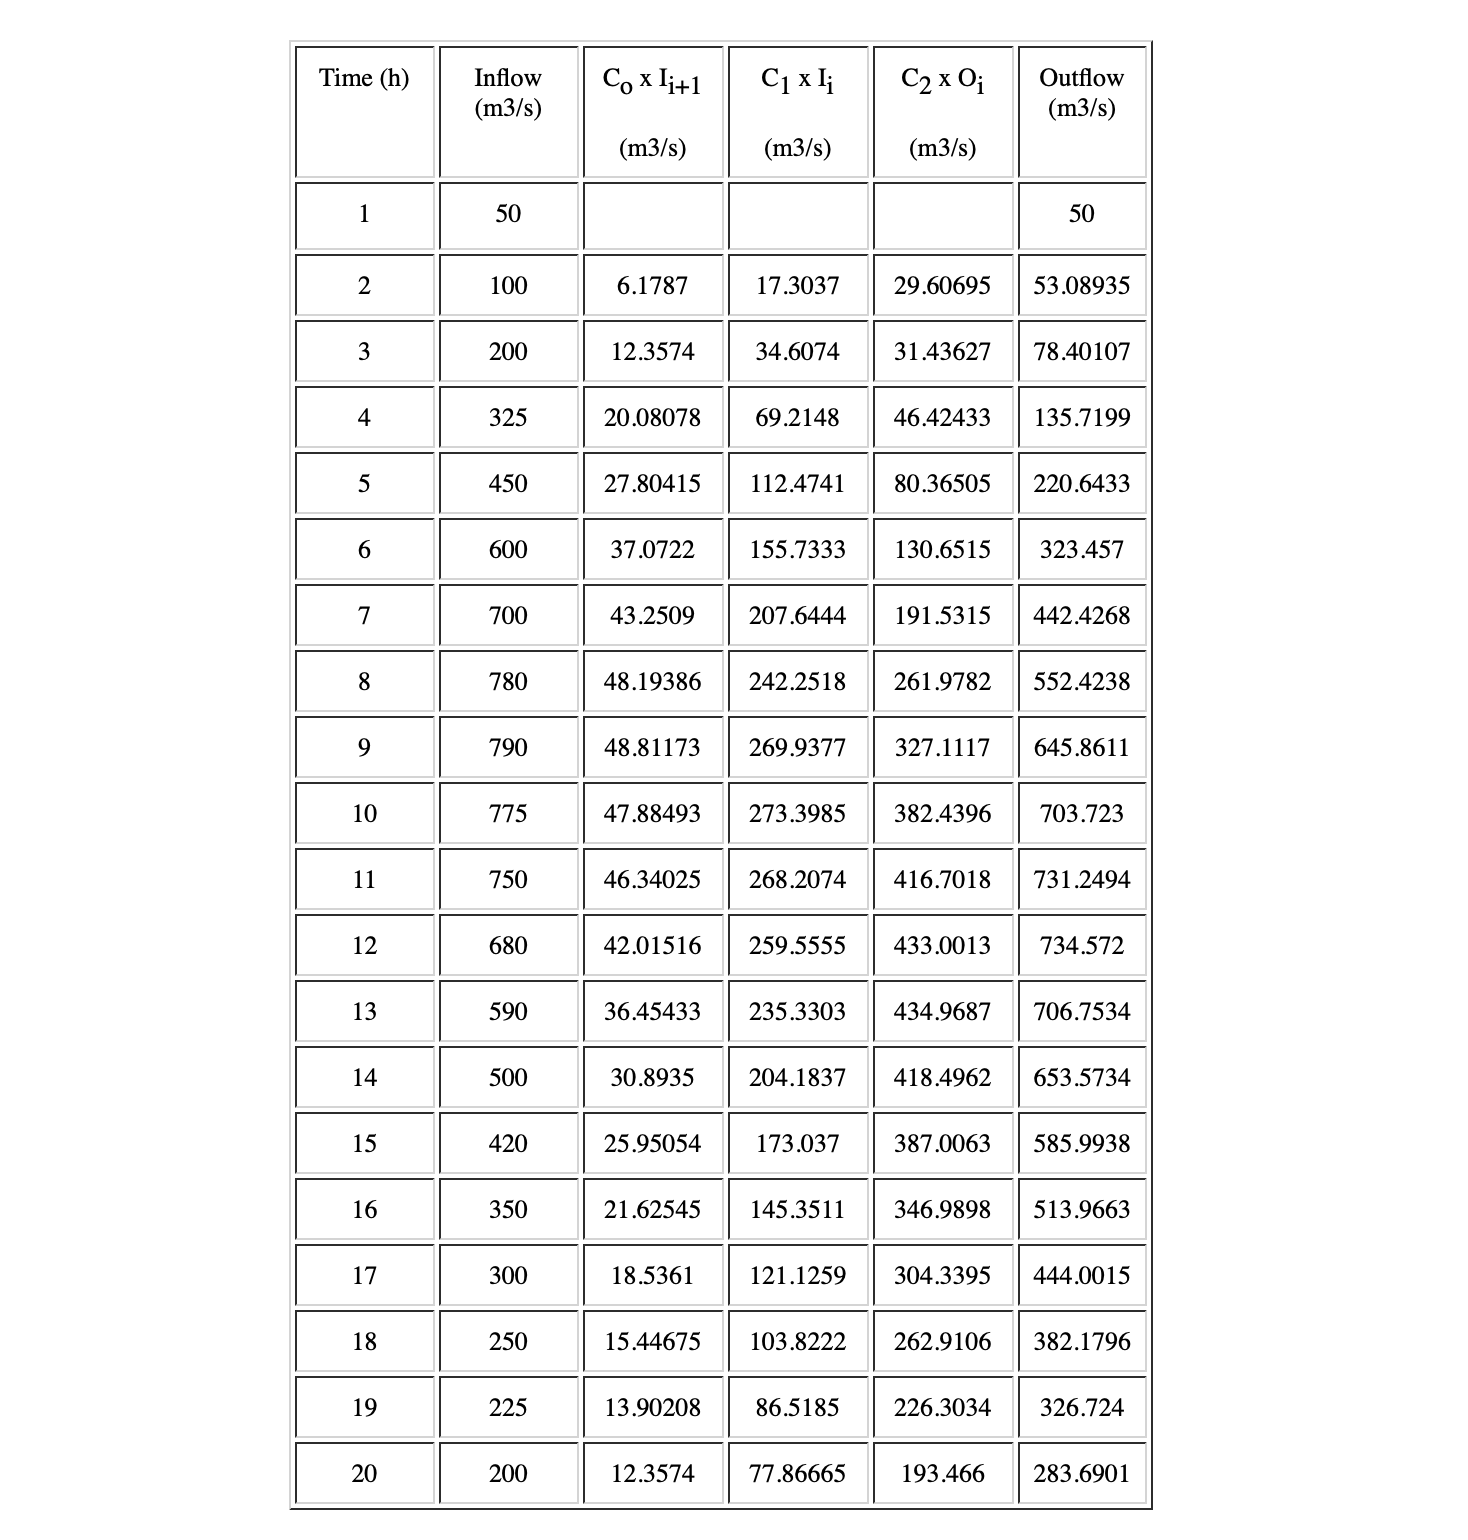 Time (h) Inflow (m3/s) Co x Ii+1 (m3/s) C1 x Ii (m3/s) C2 x Oi (m3/s) Outflow (m3/s)
1 50 50
2 100 6.1787 17.3037 29.60695 53.08935
3 200 12.3574 34.6074 31.43627 78.40107
4 325 20.08078 69.2148 46.42433 135.7199
5 450 27.80415 112.4741 80.36505 220.6433
6 600 37.0722 155.7333 130.6515 323.457
7 700 43.2509 207.6444 191.5315 442.4268
8 780 48.19386 242.2518 261.9782 552.4238
9 790 48.81173 269.9377 327.1117 645.8611
10 775 47.88493 273.3985 382.4396 703.723
11 750 46.34025 268.2074 416.7018 731.2494
12 680 42.01516 259.5555 433.0013 734.572
13 590 36.45433 235.3303 434.9687 706.7534
14 500 30.8935 204.1837 418.4962 653.5734
15 420 25.95054 173.037 387.0063 585.9938
16 350 21.62545 145.3511 346.9898 513.9663
17 300 18.5361 121.1259 304.3395 444.0015
18 250 15.44675 103.8222 262.9106 382.1796
19 225 13.90208 86.5185 226.3034 326.724
20 200 12.3574 77.86665 193.466 283.6901